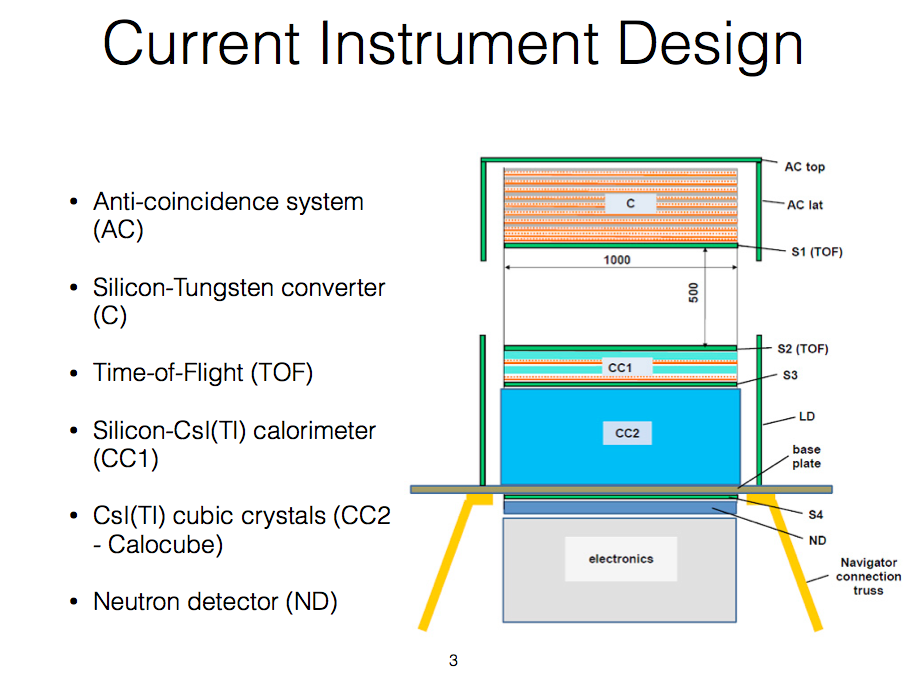 Current Instrument Design
• Anti-coincidence system
(AC)
• Silicon-Tungsten converter
(C)
• Time-of-Flight (TOF)
• Silicon-CsI(Tl) calorimeter
(CC1)
• CsI(Tl) cubic crystals (CC2
- Calocube)
• Neutron detector (ND)
AC top
C
AC lat
S1 (TOF)
1000
500
S2 (TOF)
CC1
S3
LD
CC2
base
plate
S4
ND
electronics
Navigator
connection
truss
3